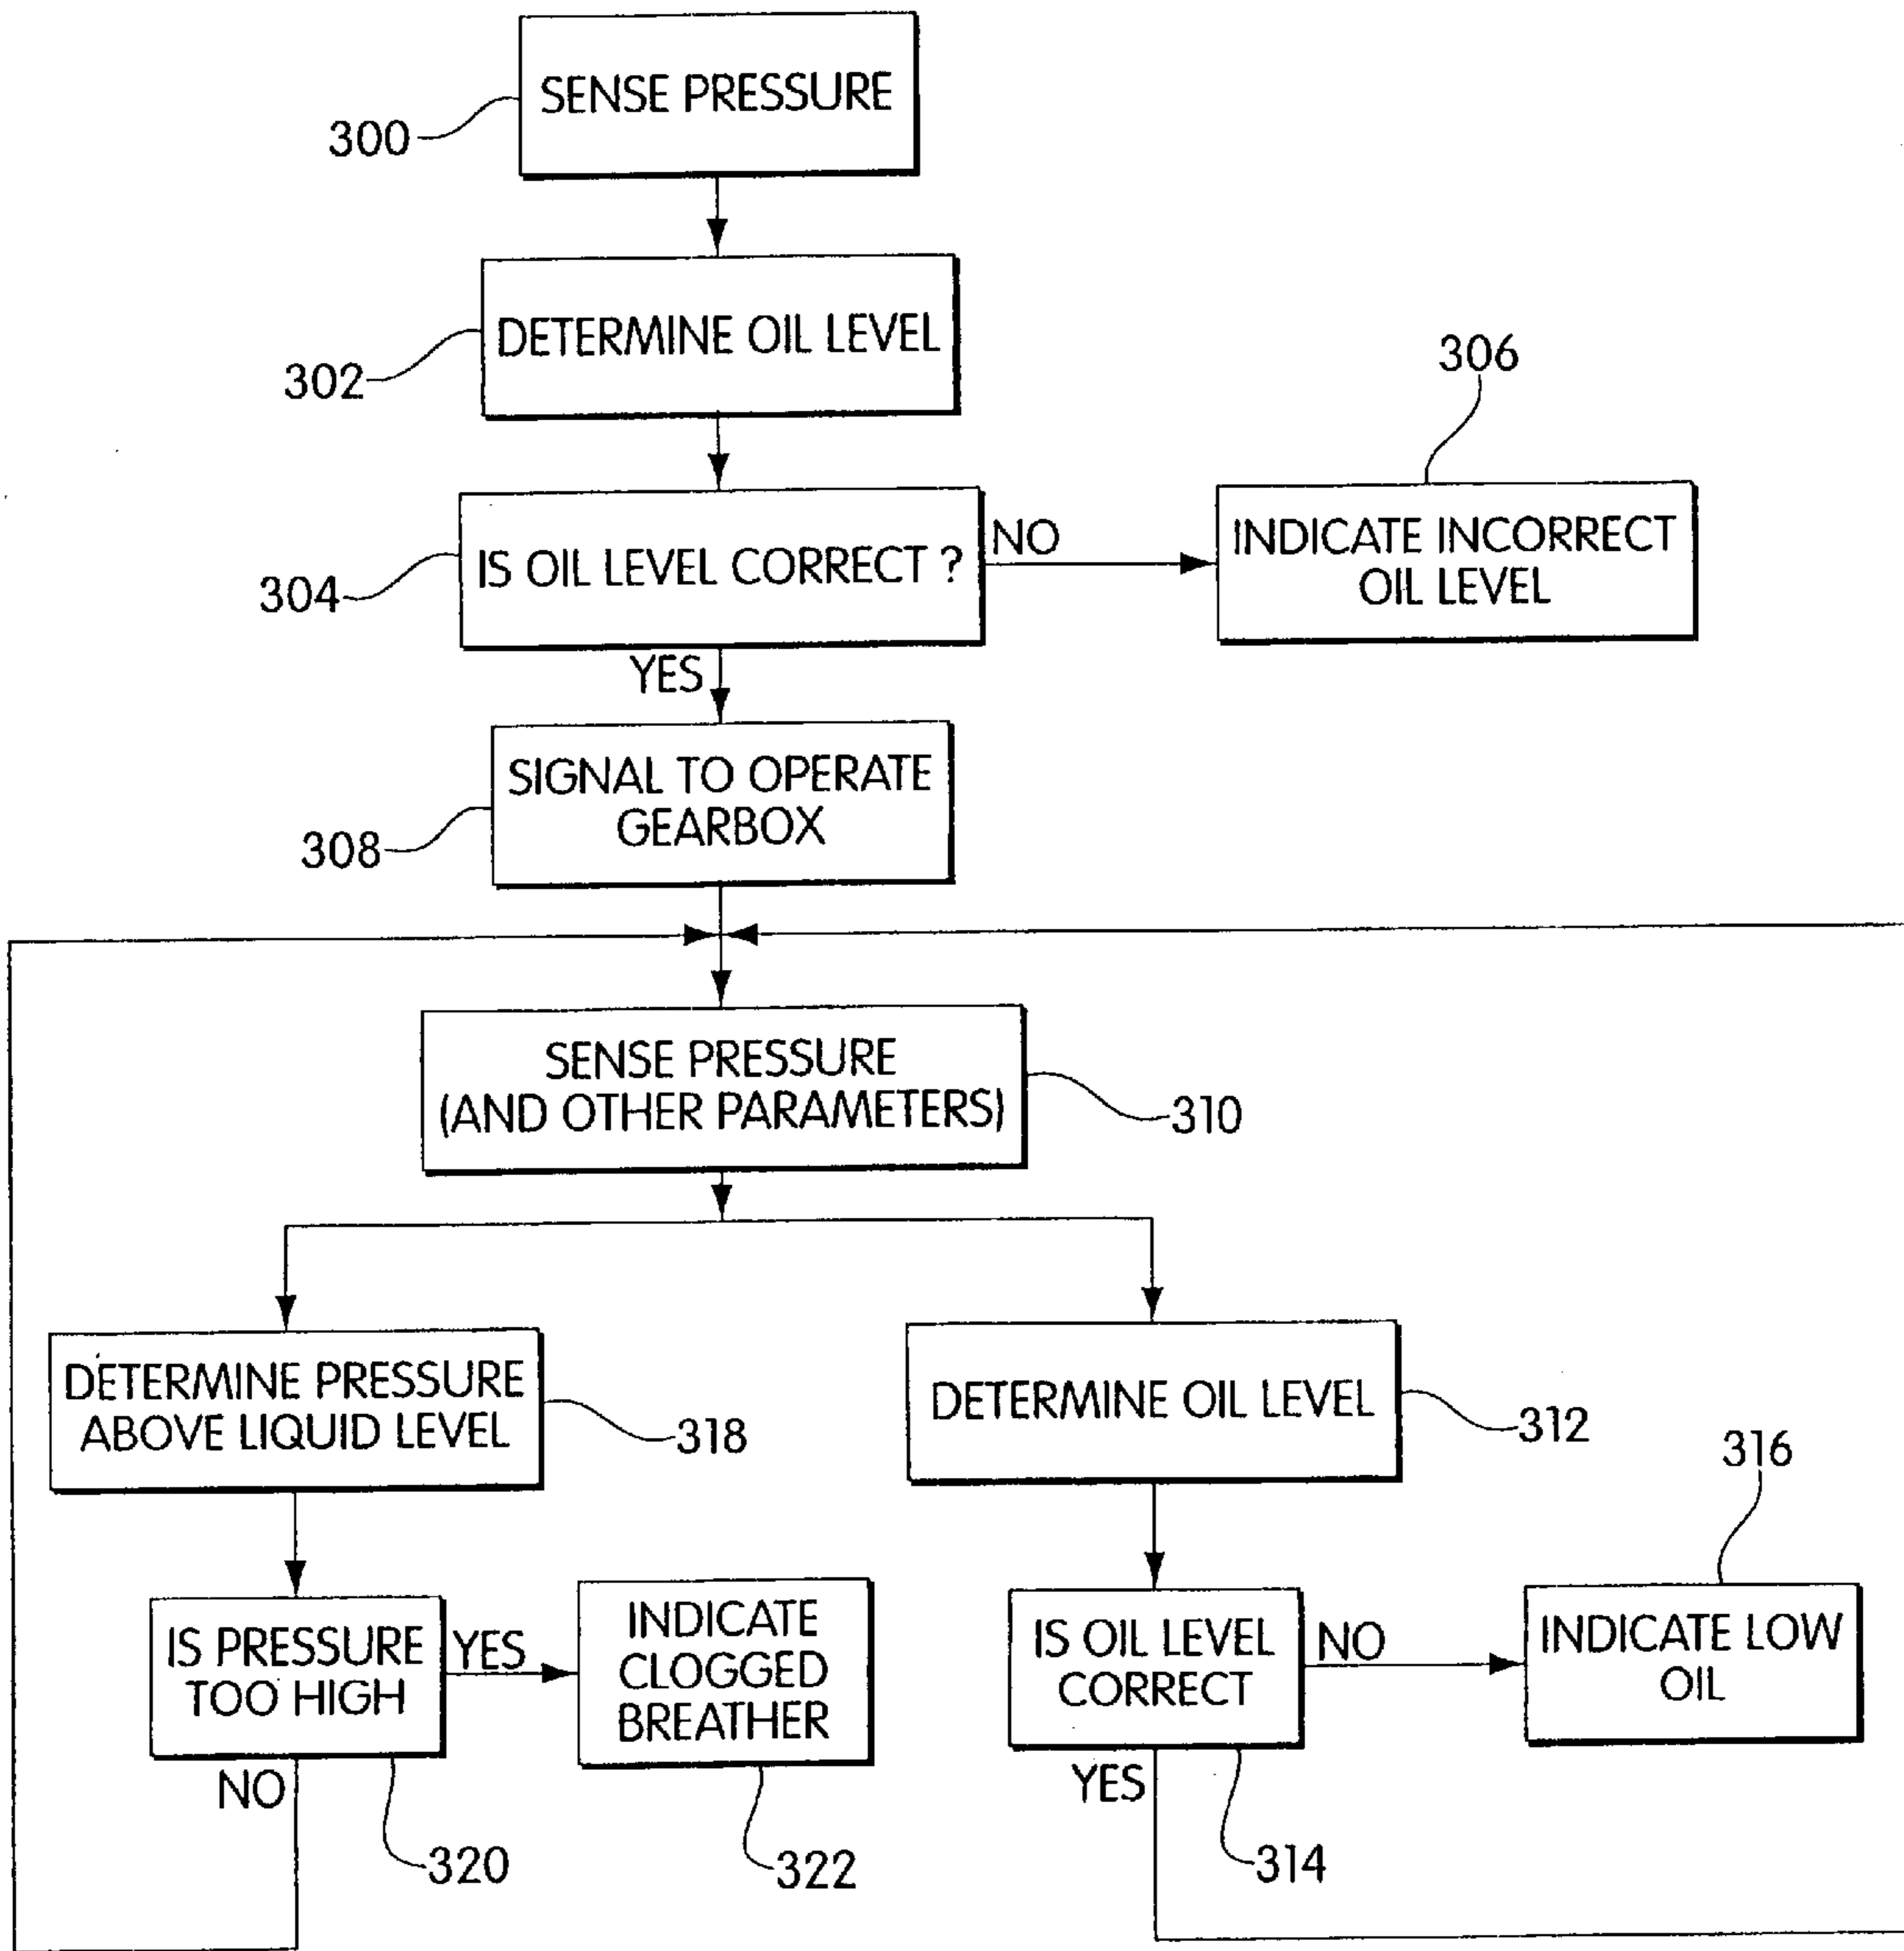 SENSE PRESSURE
300
DETERMINE OIL LEVEL
302
306
IS OIL LEVEL CORRECT ?
NO
INDICATE INCORRECT
OIL LEVEL
304
YES
SIGNAL TO OPERATE
GEARBOX
308
SENSE PRESSURE
(AND OTHER PARAMETERS)
310
DETERMINE PRESSURE
ABOVE LIQUID LEVEL
318
DETERMINE OIL LEVEL
312
316
IS PRESSURE
TOO HIGH
YES
INDICATE
CLOGGED
BREATHER
IS OIL LEVEL
CORRECT
NO
INDICATE LOW
OIL
NO
YES
320
322
314